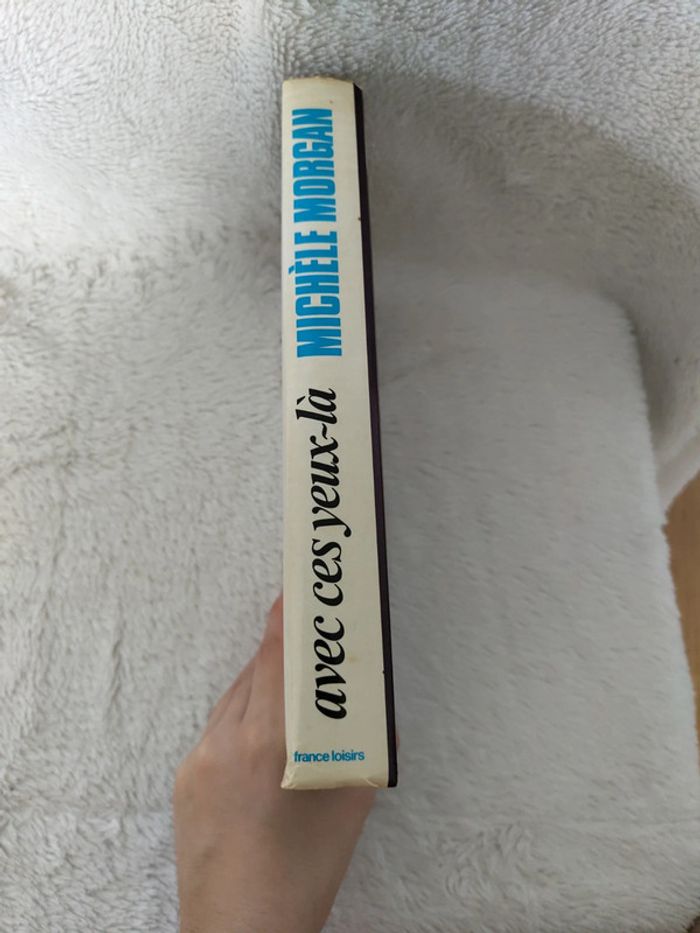 avec ces yeux-là MICHÈLE MORGAN
france loisirs